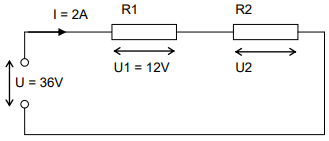 I = 2A
R1
R2
U1 = 12V
U2
U = 36V